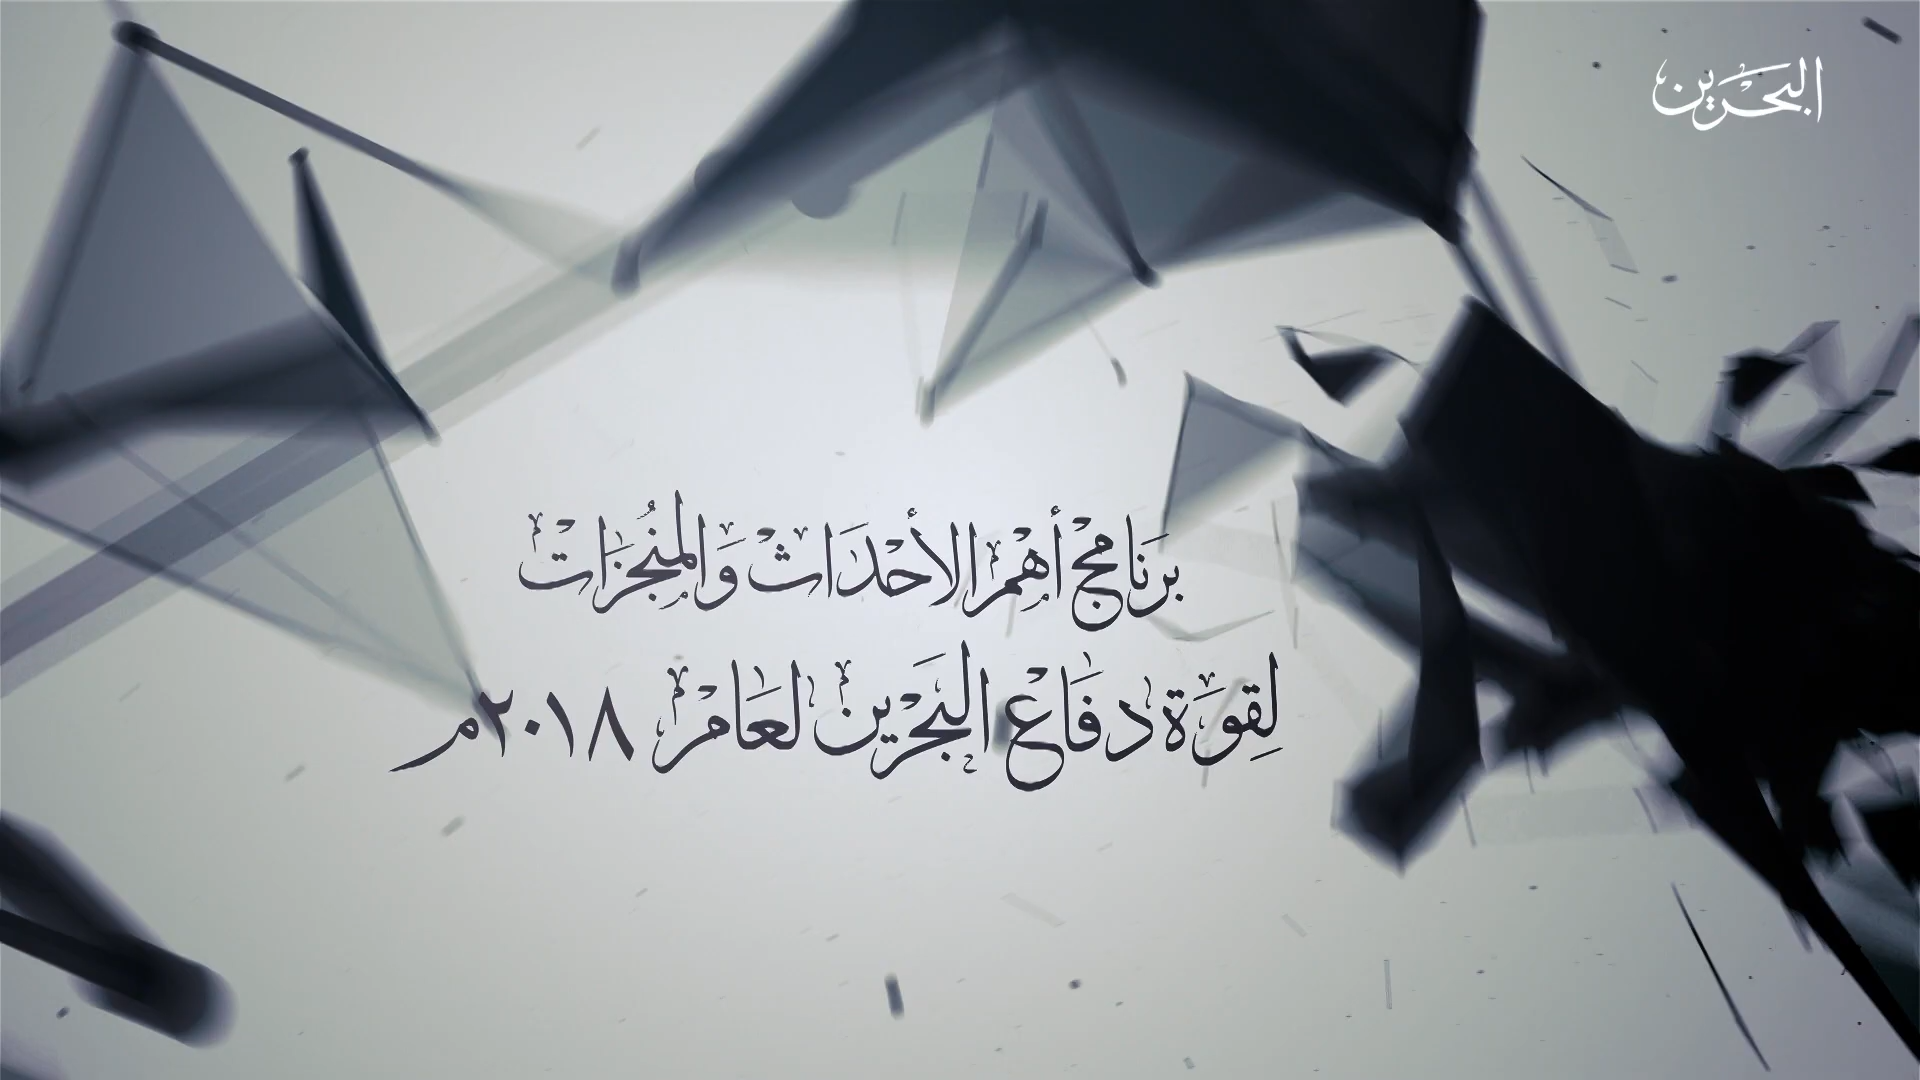 البحرين
برنامج أهم الأحداث والمنجزات
لقوة دفاع البحرين لعام ٢٠١٨م